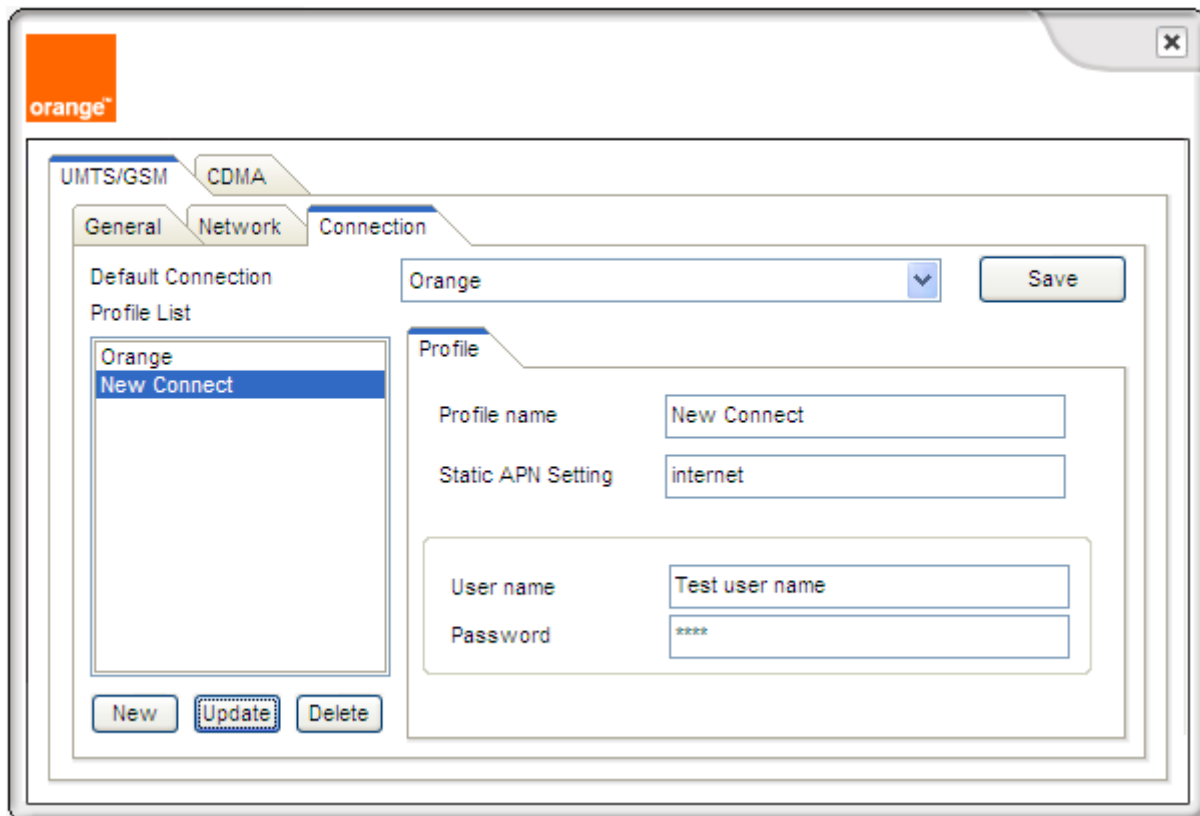 orange™
UMTS/GSM CDMA
General Network Connection
Default Connection Orange Save
Profile List
Orange
New Connect
Profile
Profile name New Connect
Static APN Setting internet
User name Test user name
Password ****
New Update Delete